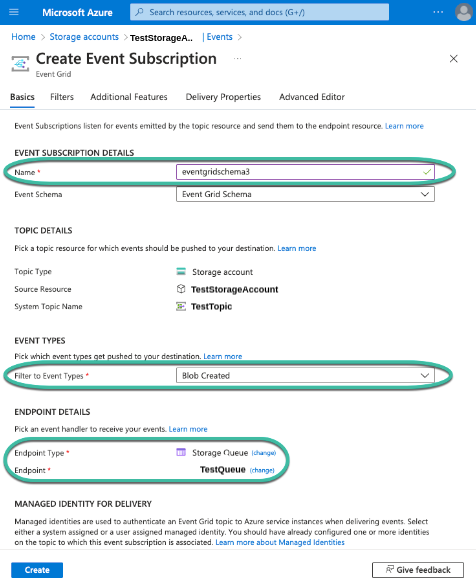 Microsoft Azure
Search resources, services, and docs (G+/)
Home > Storage accounts > TestStorageA.. | Events >
Create Event Subscription ...
Event Grid
Basics Filters Additional Features Delivery Properties Advanced Editor
Event Subscriptions listen for events emitted by the topic resource and send them to the endpoint resource. Learn more
EVENT SUBSCRIPTION DETAILS
Name * eventgridschema3
Event Schema Event Grid Schema
TOPIC DETAILS
Pick a topic resource for which events should be pushed to your destination. Learn more
Topic Type Storage account
Source Resource TestStorageAccount
System Topic Name TestTopic
EVENT TYPES
Pick which event types get pushed to your destination. Learn more
Filter to Event Types * Blob Created
ENDPOINT DETAILS
Pick an event handler to receive your events. Learn more
Endpoint Type * Storage Queue (change)
Endpoint * TestQueue (change)
MANAGED IDENTITY FOR DELIVERY
Managed identities are used to authenticate an Event Grid topic to Azure service instances when delivering events. Select
either a system assigned or a user assigned managed identity. You should have already configured one or more identities
on the topic to which this event subscription is associated. Learn more about Managed Identities
Create Give feedback